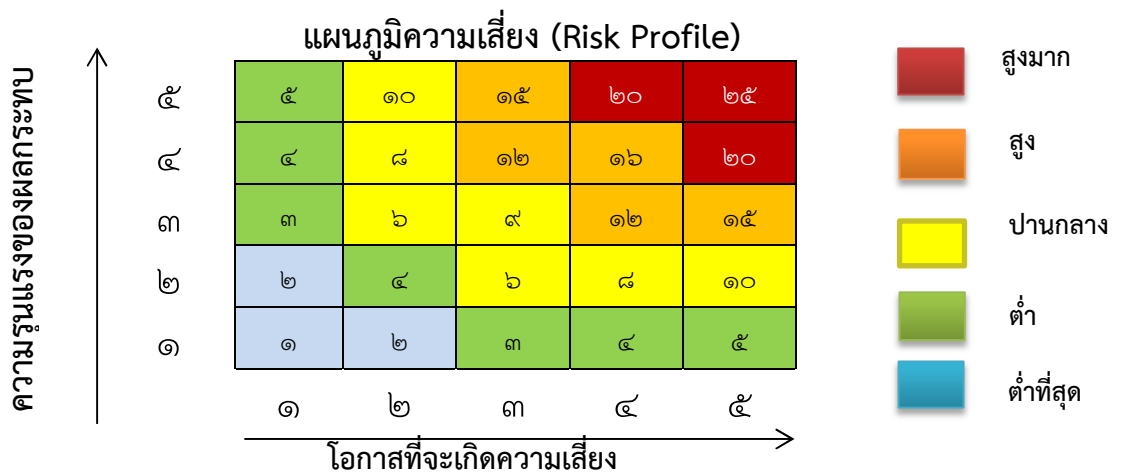 แผนภูมิความเสี่ยง (Risk Profile)
ความรุนแรงของผลกระทบ
๕ ๕ ๑๐ ๑๕ ๒๐ ๒๕
๔ ๔ ๘ ๑๒ ๑๖ ๒๐
๓ ๓ ๖ ๙ ๑๒ ๑๕
๒ ๒ ๔ ๖ ๘ ๑๐
๑ ๑ ๒ ๓ ๔ ๕
๑ ๒ ๓ ๔ ๕
โอกาสที่จะเกิดความเสี่ยง
สูงมาก
สูง
ปานกลาง
ต่ำ
ต่ำที่สุด